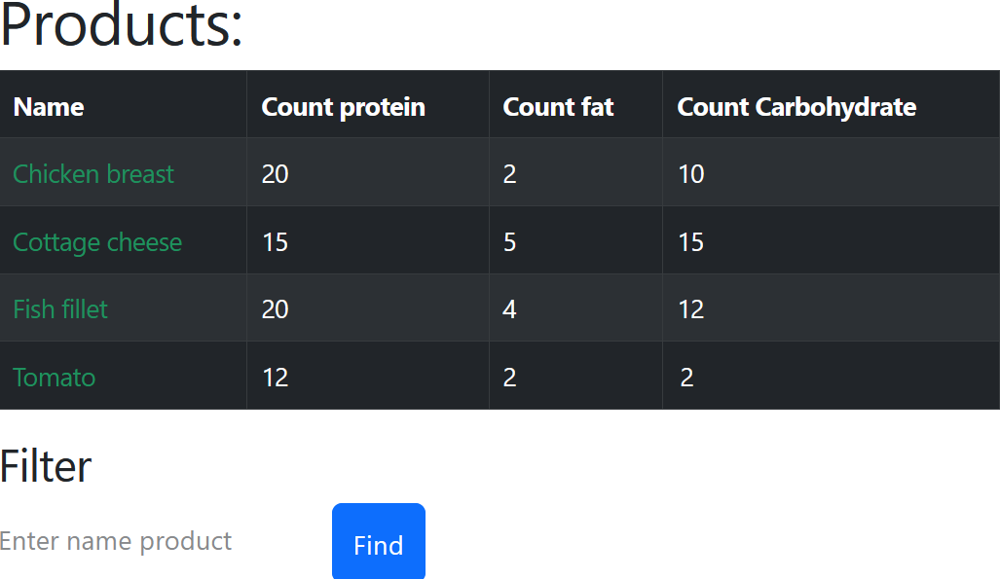 Products:
Name Count protein Count fat Count Carbohydrate
Chicken breast 20 2 10
Cottage cheese 15 5 15
Fish fillet 20 4 12
Tomato 12 2 2
Filter
Enter name product Find